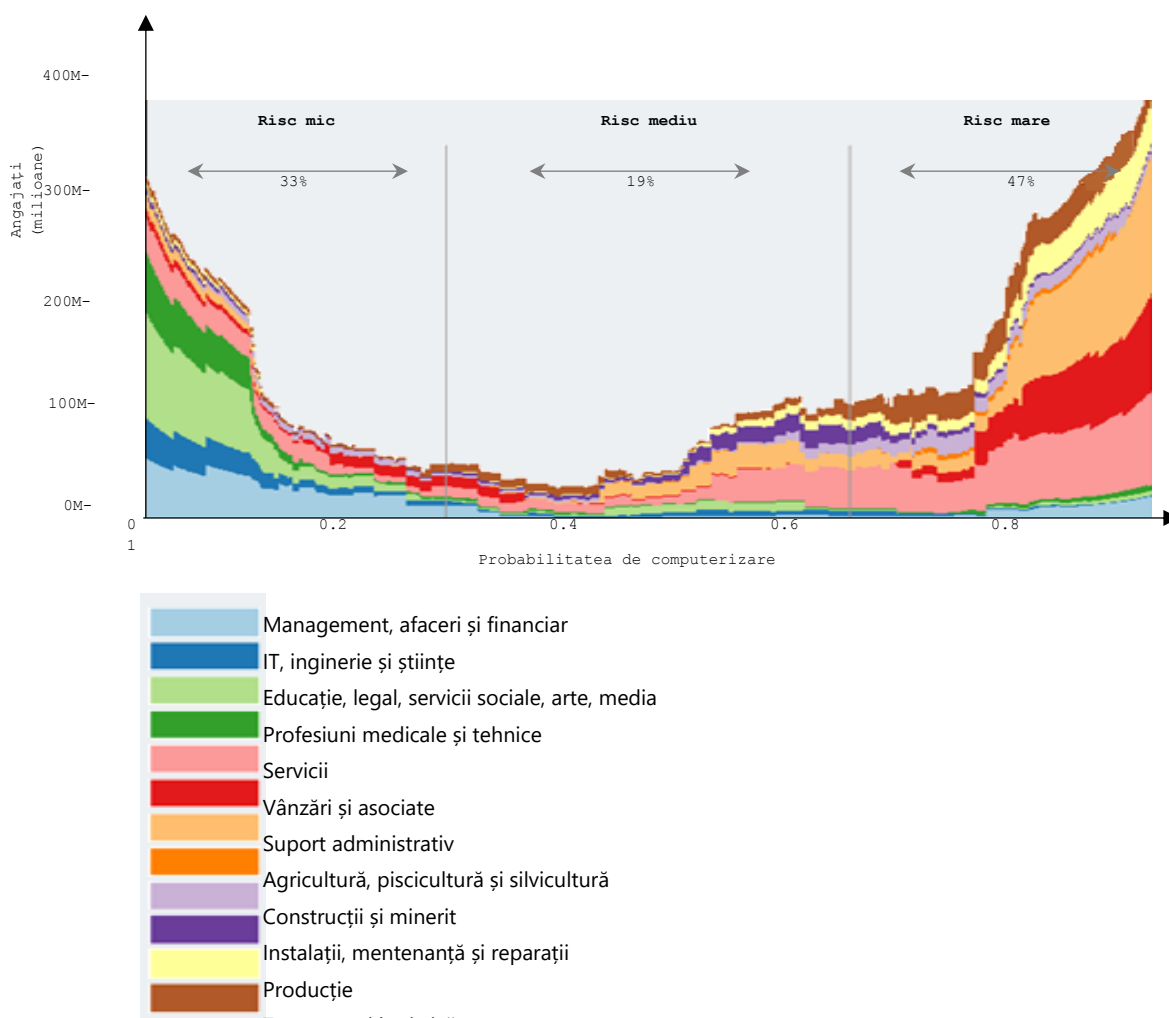 400M-
Risc mic
Risc mediu
Risc mare
33%
19%
47%
Angajați
(milioane)
300M-
200M-
100M-
0M-
0
0.2
0.4
0.6
0.8
1
Probabilitatea de computerizare
Management, afaceri și financiar
IT, inginerie și științe
Educație, legal, servicii sociale, arte, media
Profesiuni medicale și tehnice
Servicii
Vânzări și asociate
Suport administrativ
Agricultură, piscicultură și silvicultură
Construcții și minerit
Instalații, mentenanță și reparații
Producție